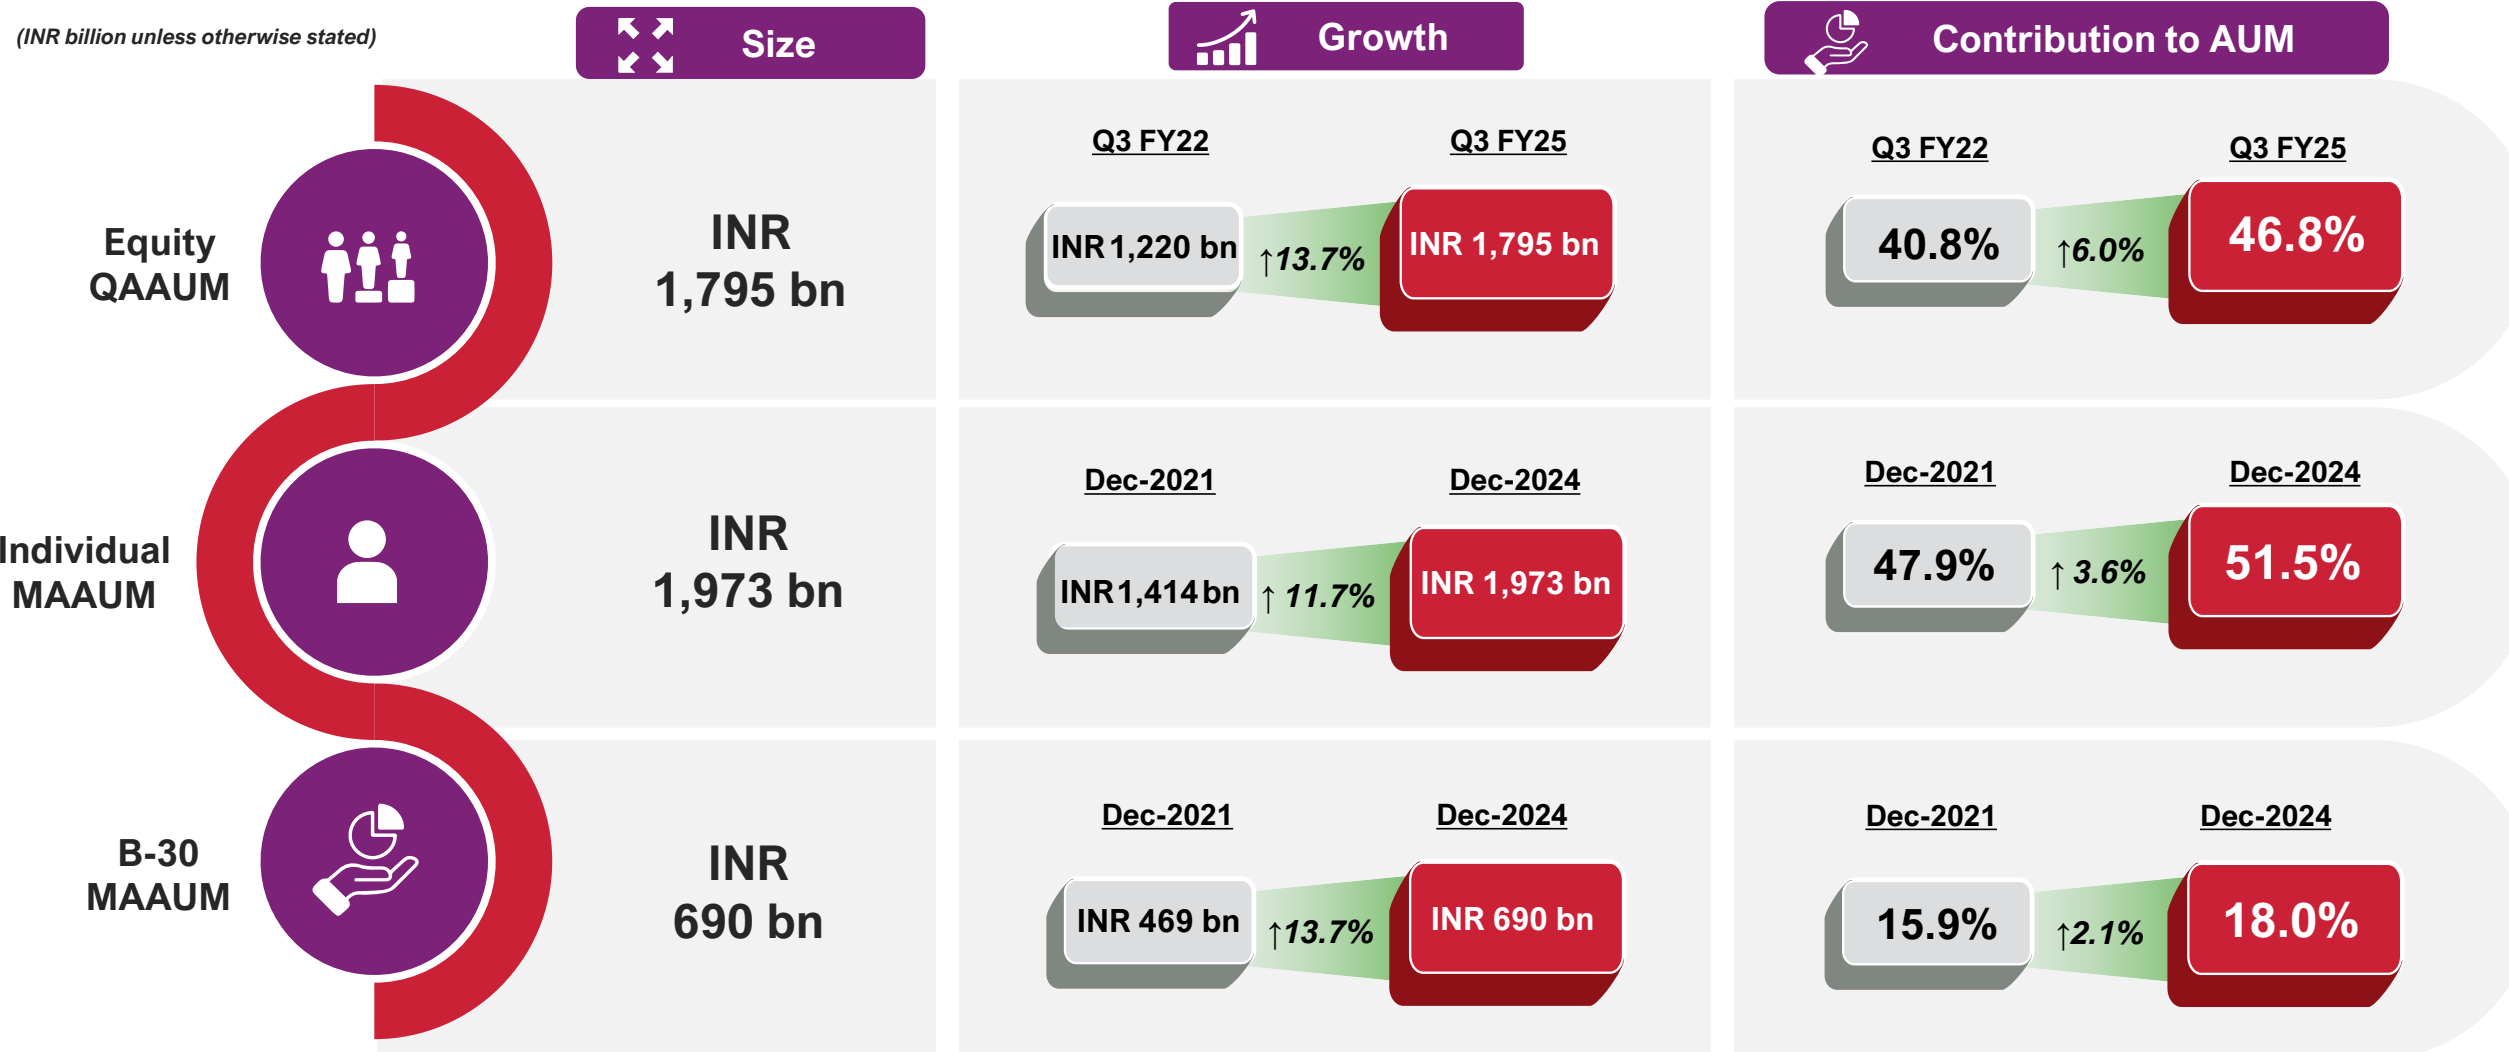 (INR billion unless otherwise stated)
Size
Growth
Contribution to AUM
Equity
QAAUM
INR
1,795 bn
Q3 FY22
Q3 FY25
INR 1,220 bn
↑13.7%
INR 1,795 bn
Q3 FY22
Q3 FY25
40.8%
↑6.0%
46.8%
Individual
MAAUM
INR
1,973 bn
Dec-2021
Dec-2024
INR 1,414 bn
↑ 11.7%
INR 1,973 bn
Dec-2021
Dec-2024
47.9%
↑ 3.6%
51.5%
B-30
MAAUM
INR
690 bn
Dec-2021
Dec-2024
INR 469 bn
↑13.7%
INR 690 bn
Dec-2021
Dec-2024
15.9%
↑2.1%
18.0%